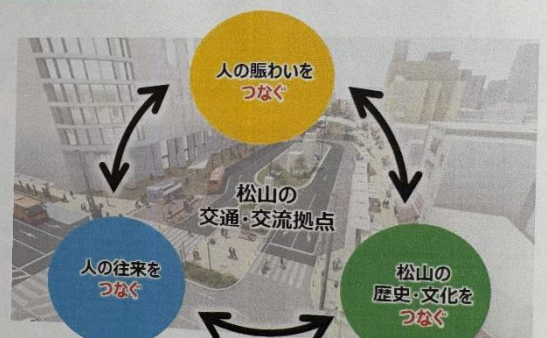 人の賑わいを
つなぐ
松山の
交通・交流拠点
人の往来を
つなぐ
松山の
歴史・文化を
つなぐ